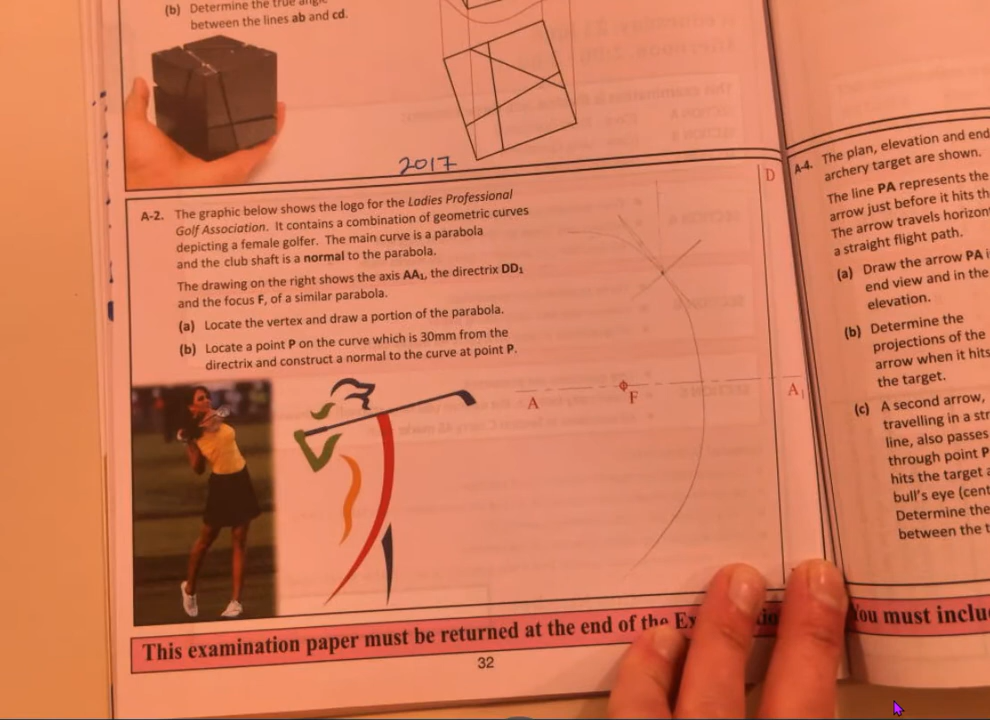 (b) Determine the true angle
between the lines ab and cd.
2017
A-2. The graphic below shows the logo for the Ladies Professional
Golf Association. It contains a combination of geometric curves
depicting a female golfer. The main curve is a parabola
and the club shaft is a normal to the parabola.
The drawing on the right shows the axis AA₁, the directrix DD₁
and the focus F, of a similar parabola.
(a) Locate the vertex and draw a portion of the parabola.
(b) Locate a point P on the curve which is 30mm from the
directrix and construct a normal to the curve at point P.
D
A
F
A₁
This examination paper must be returned at the end of the
32
A-4. The plan, elevation and end
archery target are shown.
The line PA represents the
arrow just before it hits th
The arrow travels horizon
a straight flight path.
(a) Draw the arrow PA i
end view and in the
elevation.
(b) Determine the
projections of the
arrow when it hits
the target.
(c) A second arrow,
travelling in a str
line, also passes
through point P
hits the target a
bull's eye (cent
Determine the
between the t
You must inclu